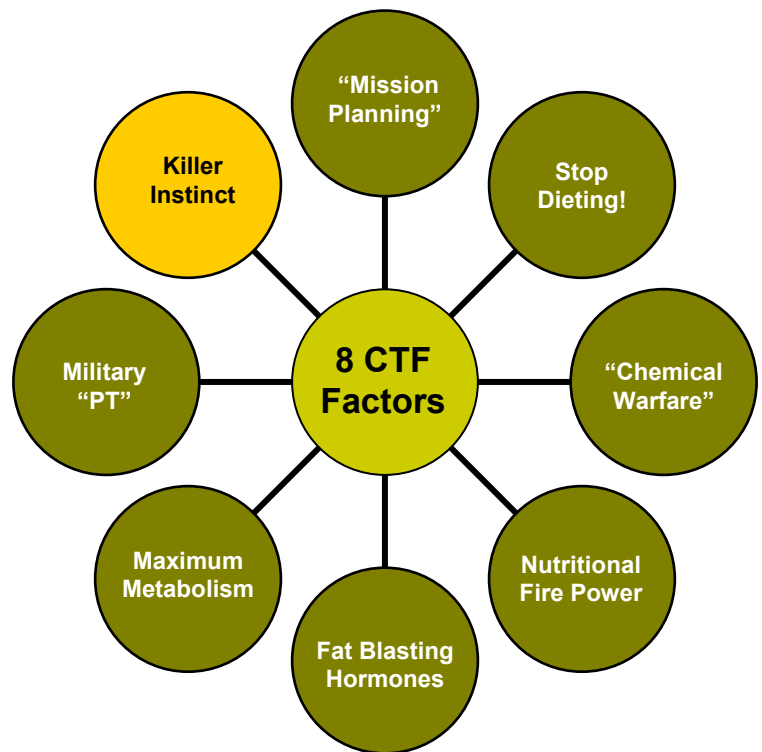 “Mission
Planning”
Killer
Instinct
Stop
Dieting!
8 CTF
Factors
Military
“PT”
“Chemical
Warfare”
Maximum
Metabolism
Nutritional
Fire Power
Fat Blasting
Hormones